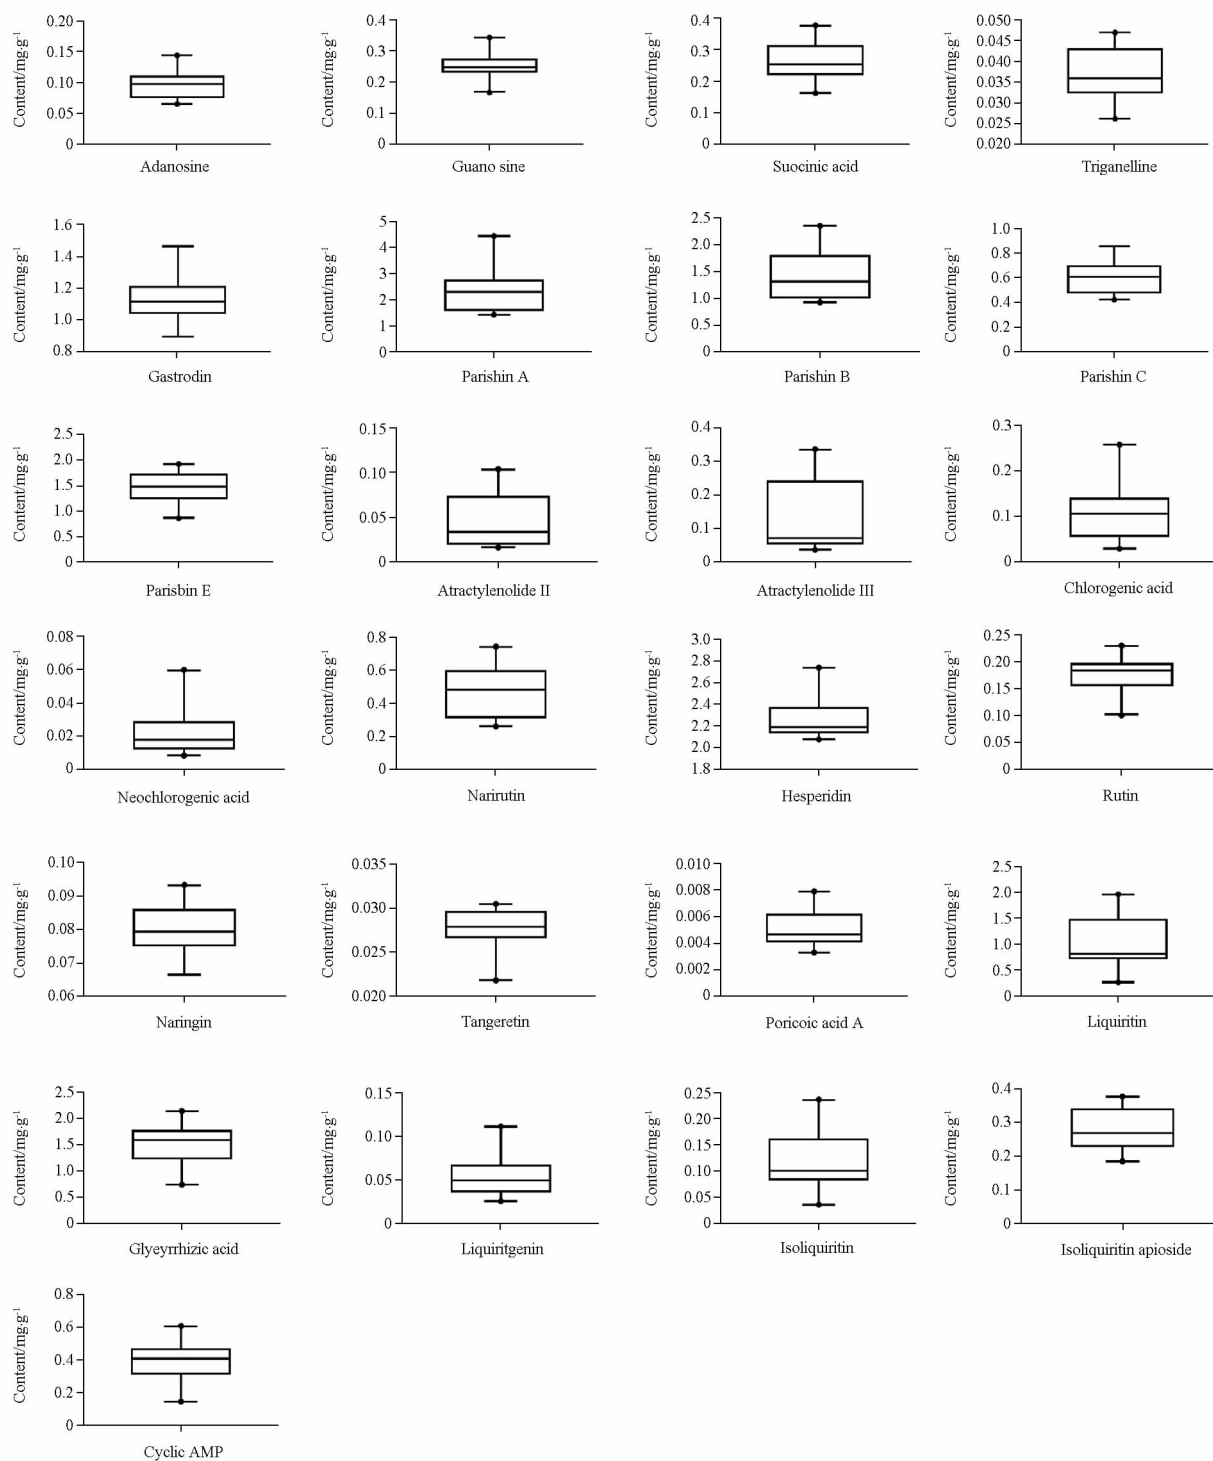 Content/mg·g⁻¹
0.20
0.15
0.10
0.05
0
Adanosine
Content/mg·g⁻¹
0.4
0.3
0.2
0.1
0
Guano sine
Content/mg·g⁻¹
0.4
0.3
0.2
0.1
0
Suocinic acid
Content/mg·g⁻¹
0.050
0.045
0.040
0.035
0.030
0.025
0.020
Triganelline
Content/mg·g⁻¹
1.6
1.4
1.2
1.0
0.8
Gastrodin
Content/mg·g⁻¹
5
4
3
2
1
0
Parishin A
Content/mg·g⁻¹
2.5
2.0
1.5
1.0
0.5
0
Parishin B
Content/mg·g⁻¹
1.0
0.8
0.6
0.4
0.2
0
Parishin C
Content/mg·g⁻¹
2.5
2.0
1.5
1.0
0.5
0
Parisbin E
Content/mg·g⁻¹
0.15
0.10
0.05
0
Atractylenolide II
Content/mg·g⁻¹
0.4
0.3
0.2
0.1
0
Atractylenolide III
Content/mg·g⁻¹
0.3
0.2
0.1
0
Chlorogenic acid
Content/mg·g⁻¹
0.08
0.06
0.04
0.02
0
Neochlorogenic acid
Content/mg·g⁻¹
0.8
0.6
0.4
0.2
0
Narirutin
Content/mg·g⁻¹
3.0
2.8
2.6
2.4
2.2
2.0
1.8
Hesperidin
Content/mg·g⁻¹
0.25
0.20
0.15
0.10
0.05
0
Rutin
Content/mg·g⁻¹
0.10
0.09
0.08
0.07
0.06
Naringin
Content/mg·g⁻¹
0.035
0.030
0.025
0.020
Tangeretin
Content/mg·g⁻¹
0.010
0.008
0.006
0.004
0.002
0
Poricoic acid A
Content/mg·g⁻¹
2.5
2.0
1.5
1.0
0.5
0
Liquiritin
Content/mg·g⁻¹
2.5
2.0
1.5
1.0
0.5
0
Glyeyrrhizic acid
Content/mg·g⁻¹
0.15
0.10
0.05
0
Liquiritgenin
Content/mg·g⁻¹
0.25
0.20
0.15
0.10
0.05
0
Isoliquiritin
Content/mg·g⁻¹
0.4
0.3
0.2
0.1
0
Isoliquiritin apioside
Content/mg·g⁻¹
0.8
0.6
0.4
0.2
0
Cyclic AMP